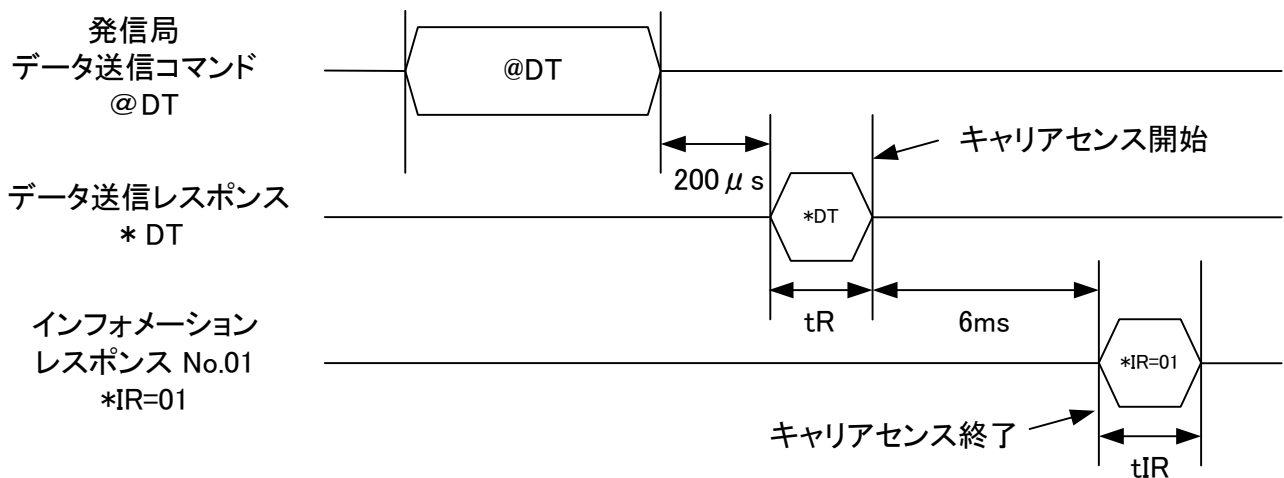 発信局
データ送信コマンド
＠DT
@DT
200μs
キャリアセンス開始
データ送信レスポンス
* DT
*DT
tR
6ms
インフォメーション
レスポンス No.01
*IR=01
*IR=01
キャリアセンス終了
tIR